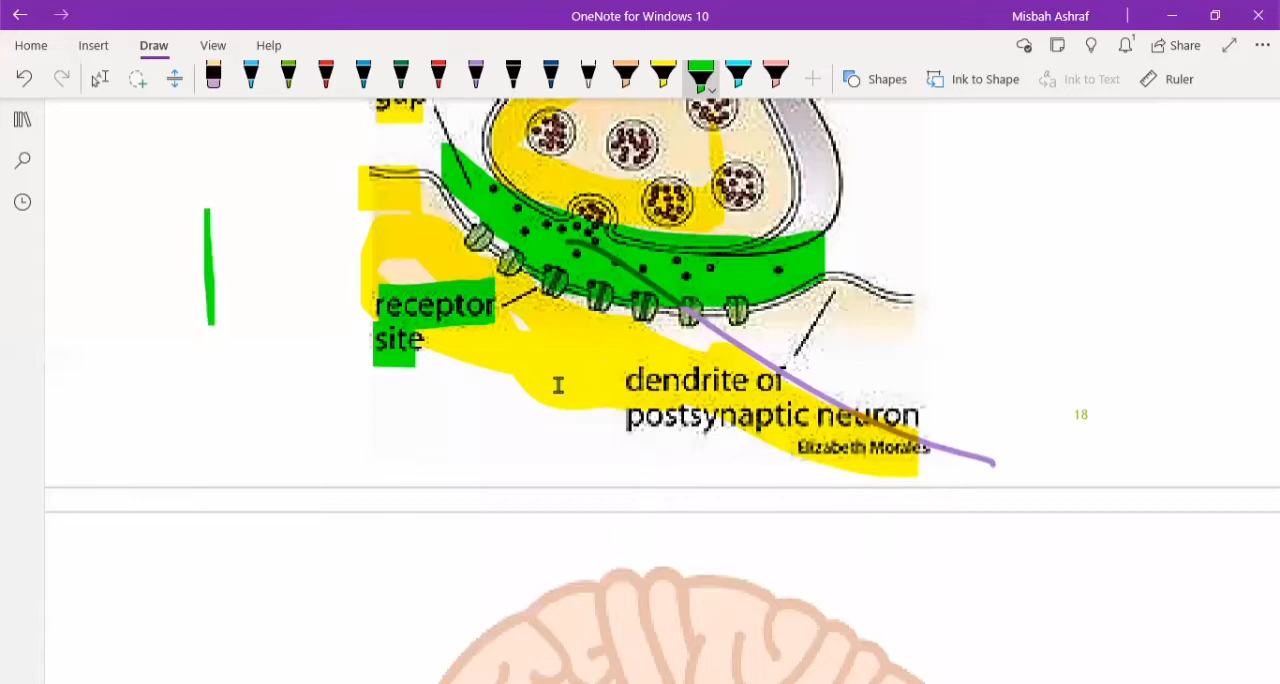 OneNote for Windows 10
Misbah Ashraf
Home Insert Draw View Help
Share
Shapes Ink to Shape Ink to Text Ruler
gap
receptor
site
dendrite of
postsynaptic neuron
Elizabeth Morales
18